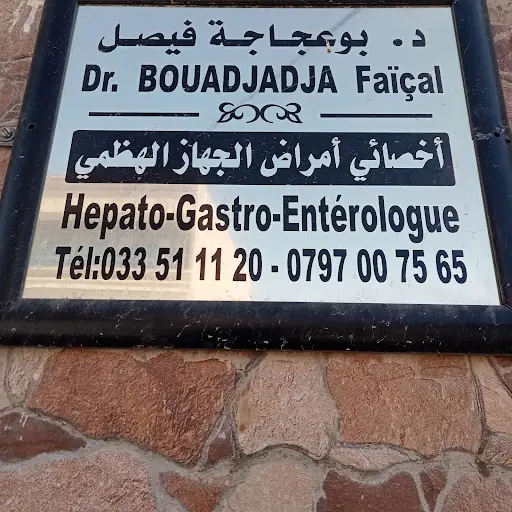 د. بوعجاجة فيصل
Dr. BOUADJADJA Faïçal
أخصائي أمراض الجهاز الهظمي
Hepato-Gastro-Entérologue
Tél:033 51 11 20 - 0797 00 75 65